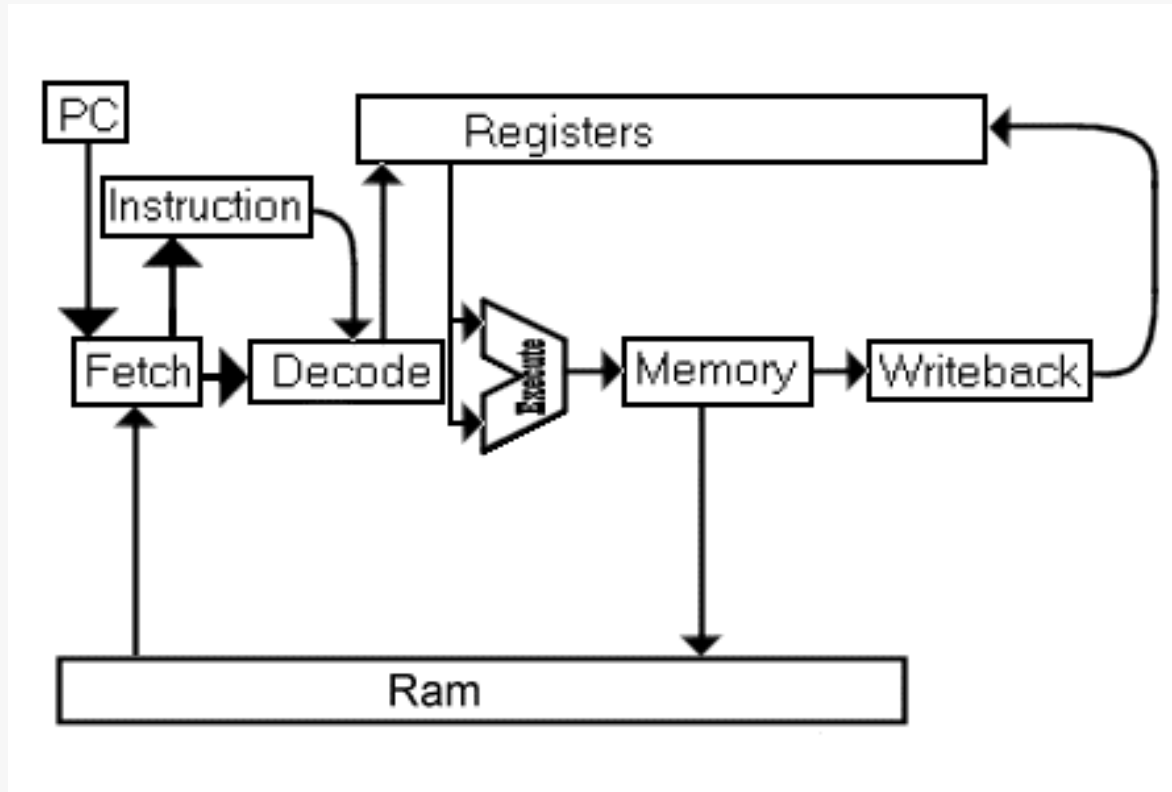 PC
Registers
Instruction
Fetch
Decode
Execute
Memory
Writeback
Ram